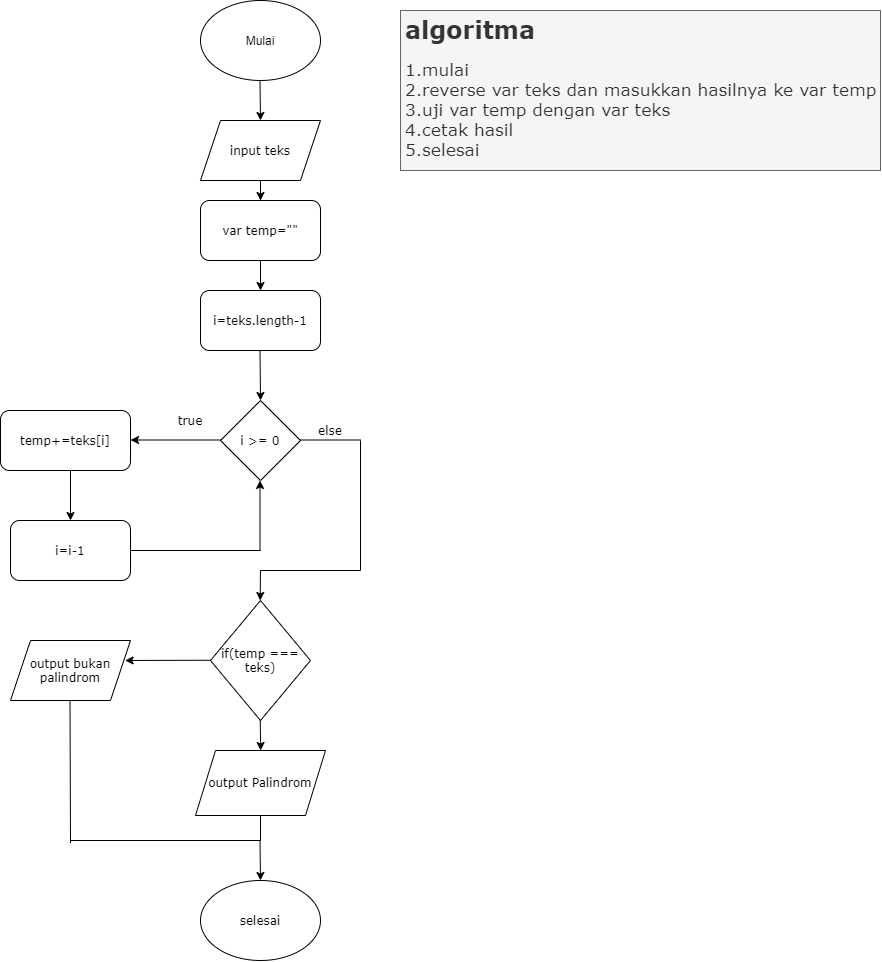 Mulai
input teks
var temp=""
i=teks.length-1
i >= 0
true
else
temp+=teks[i]
i=i-1
if(temp ===
teks)
output bukan
palindrom
output Palindrom
selesai
algoritma
1.mulai
2.reverse var teks dan masukkan hasilnya ke var temp
3.uji var temp dengan var teks
4.cetak hasil
5.selesai